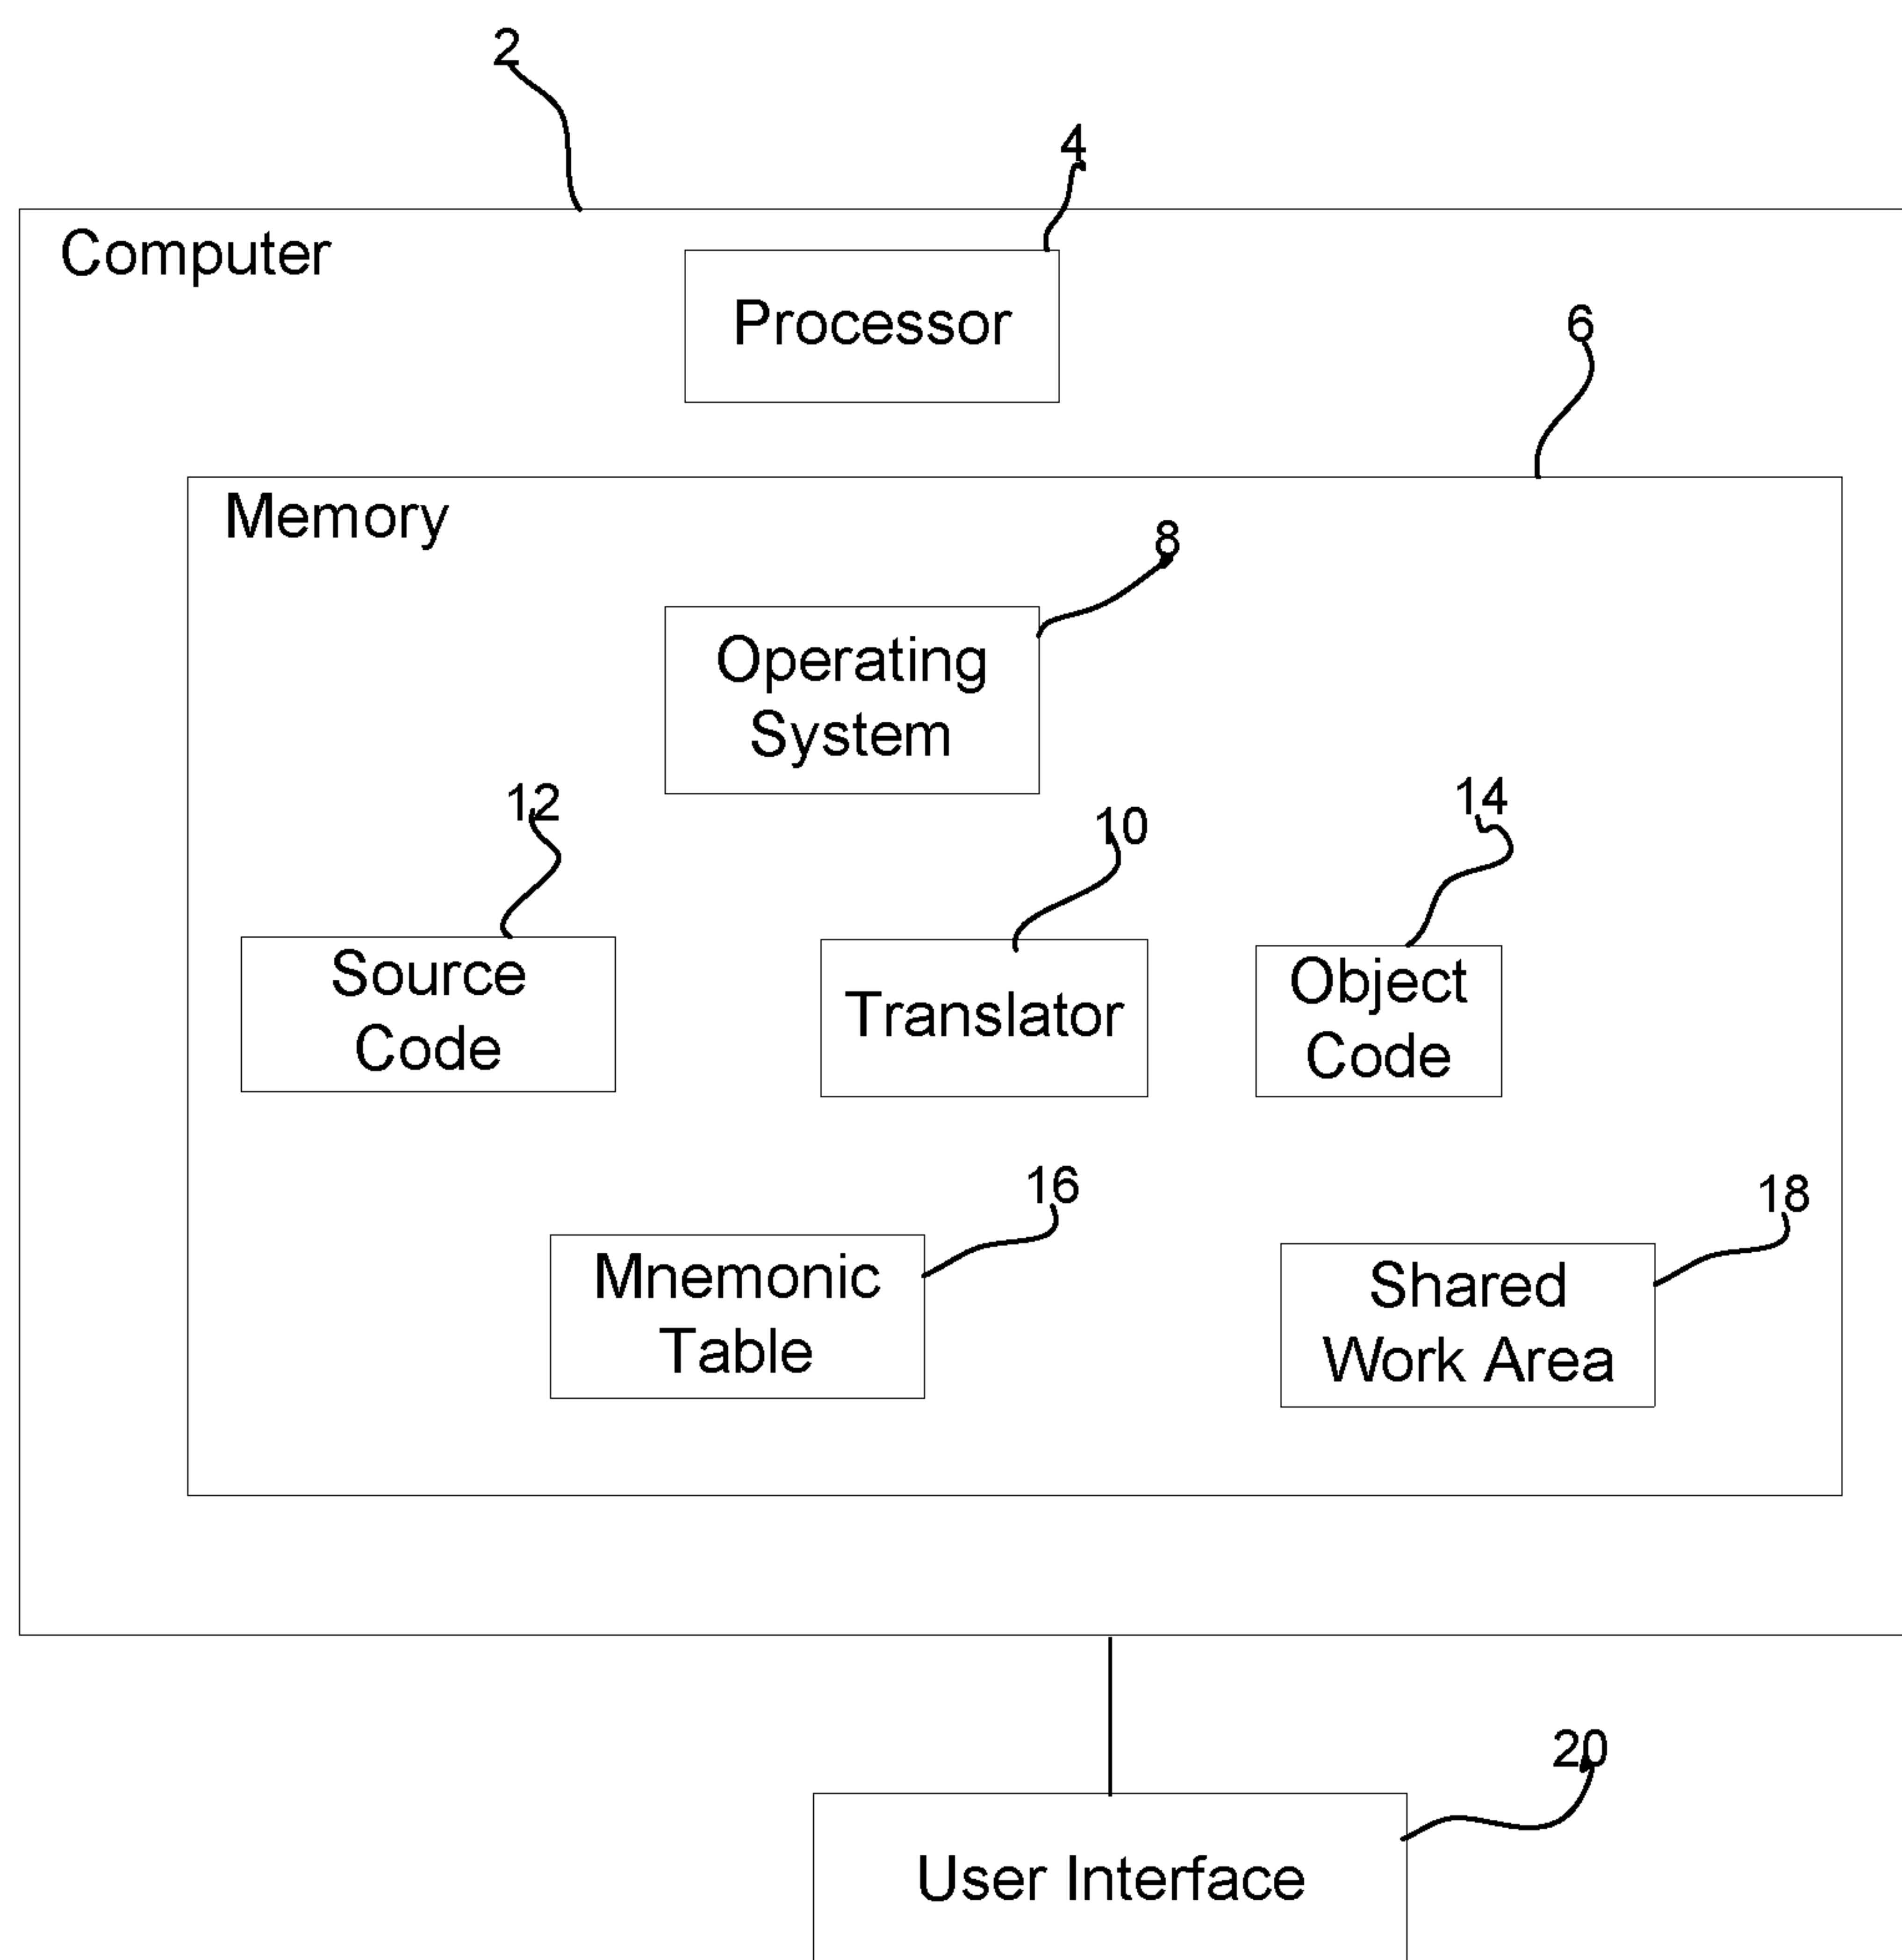 2
4
Computer
Processor
6
Memory
8
Operating
System
12
10
14
Source
Code
Translator
Object
Code
16
18
Mnemonic
Table
Shared
Work Area
20
User Interface